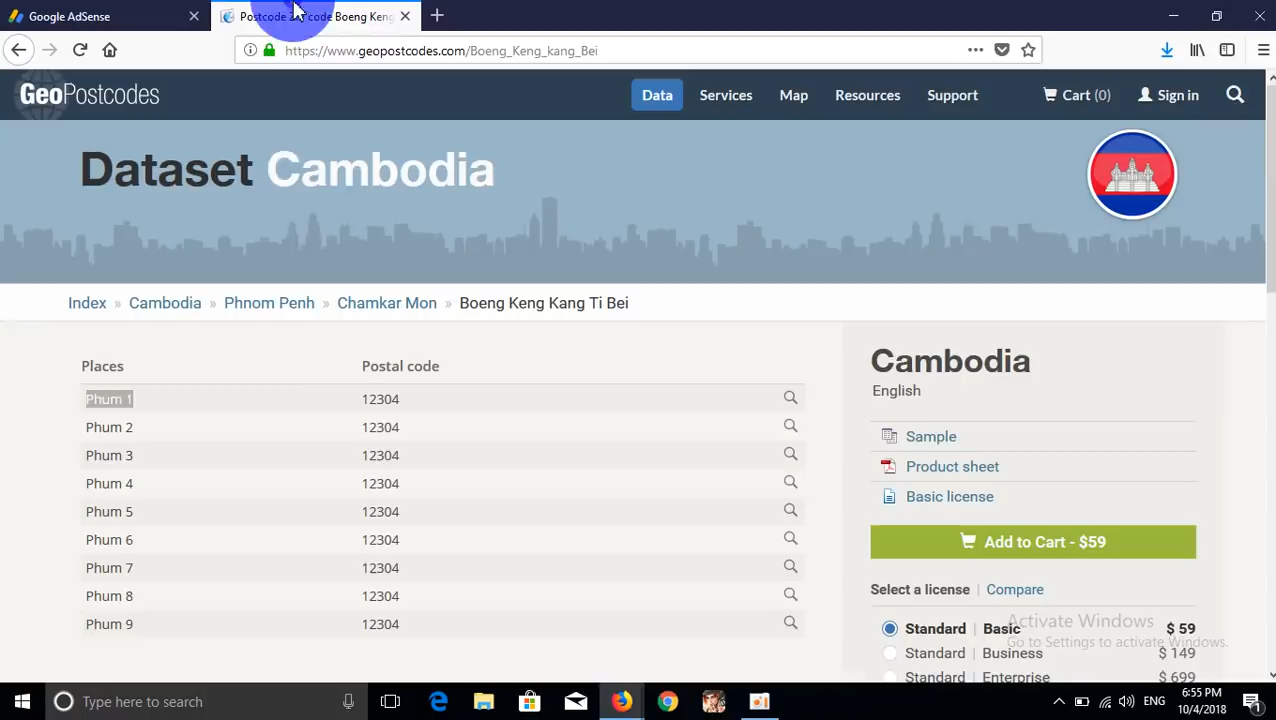 Google AdSense
Postcode Zip code Boeng Keng
https://www.geopostcodes.com/Boeng_Keng_kang_Bei
GeoPostcodes
Data
Services
Map
Resources
Support
Cart (0)
Sign in
Dataset Cambodia
Index » Cambodia » Phnom Penh » Chamkar Mon » Boeng Keng Kang Ti Bei
Places Postal code
Phum 1 12304
Phum 2 12304
Phum 3 12304
Phum 4 12304
Phum 5 12304
Phum 6 12304
Phum 7 12304
Phum 8 12304
Phum 9 12304
Cambodia
English
Sample
Product sheet
Basic license
Add to Cart - $59
Select a license | Compare
Standard | Basic $ 59
Standard | Business $ 149
Standard | Enterprise $ 699
Activate Windows
Go to Settings to activate Windows.
Type here to search
ENG
6:55 PM
10/4/2018
1